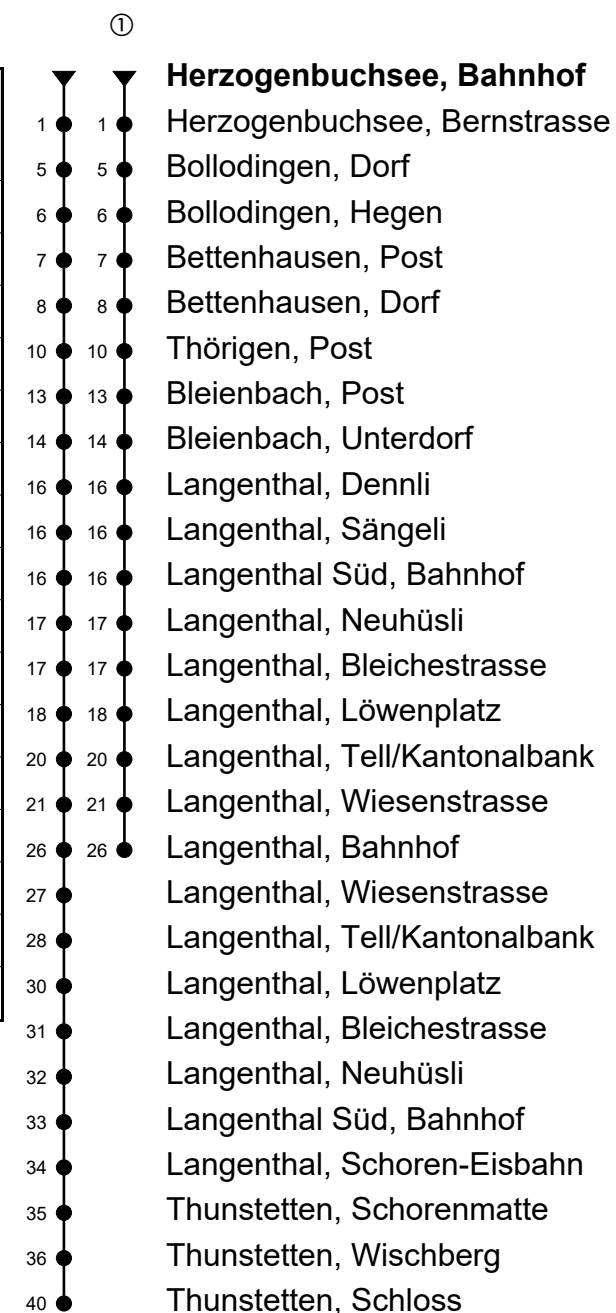 ①
Herzogenbuchsee, Bahnhof
1 1 Herzogenbuchsee, Bernstrasse
5 5 Bollodingen, Dorf
6 6 Bollodingen, Hegen
7 7 Bettenhausen, Post
8 8 Bettenhausen, Dorf
10 10 Thörigen, Post
13 13 Bleienbach, Post
14 14 Bleienbach, Unterdorf
16 16 Langenthal, Dennli
16 16 Langenthal, Sängeli
16 16 Langenthal Süd, Bahnhof
17 17 Langenthal, Neuhüsli
17 17 Langenthal, Bleichestrasse
18 18 Langenthal, Löwenplatz
20 20 Langenthal, Tell/Kantonalbank
21 21 Langenthal, Wiesenstrasse
26 26 Langenthal, Bahnhof
27 Langenthal, Wiesenstrasse
28 Langenthal, Tell/Kantonalbank
30 Langenthal, Löwenplatz
31 Langenthal, Bleichestrasse
32 Langenthal, Neuhüsli
33 Langenthal Süd, Bahnhof
34 Langenthal, Schoren-Eisbahn
35 Thunstetten, Schorenmatte
36 Thunstetten, Wischberg
40 Thunstetten, Schloss